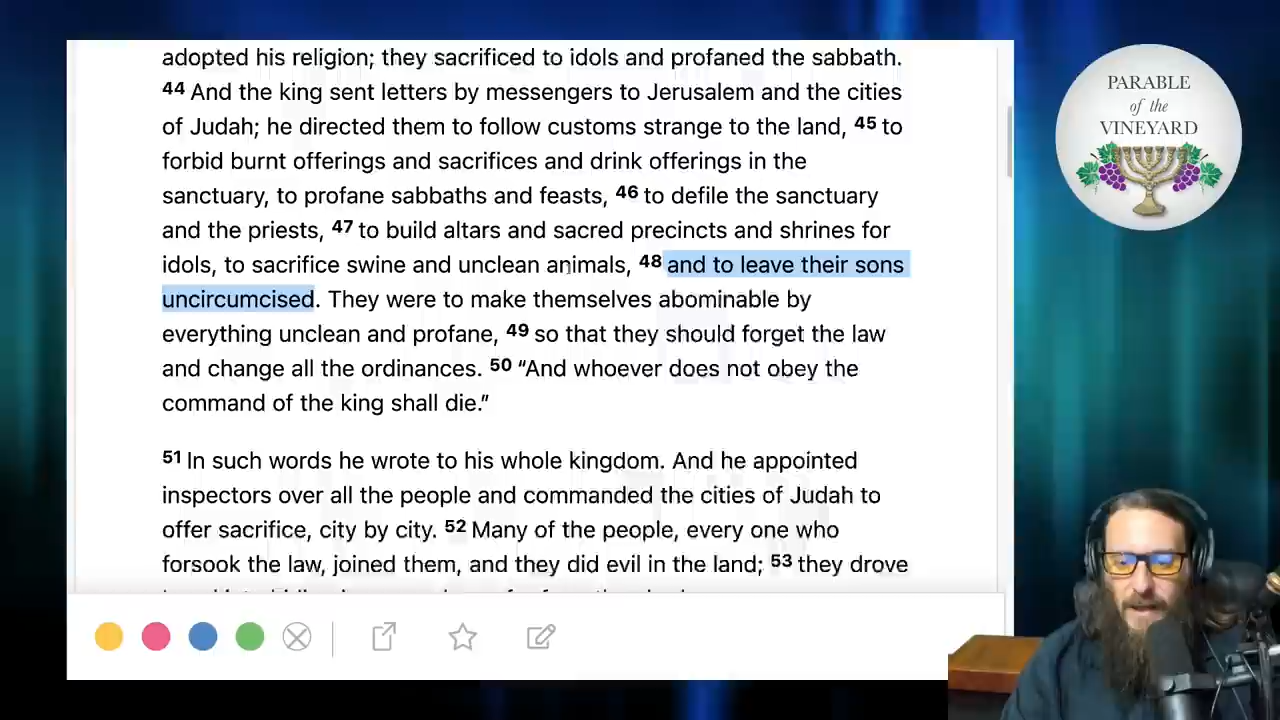 adopted his religion; they sacrificed to idols and profaned the sabbath.
44 And the king sent letters by messengers to Jerusalem and the cities
of Judah; he directed them to follow customs strange to the land, 45 to
forbid burnt offerings and sacrifices and drink offerings in the
sanctuary, to profane sabbaths and feasts, 46 to defile the sanctuary
and the priests, 47 to build altars and sacred precincts and shrines for
idols, to sacrifice swine and unclean animals, 48 and to leave their sons
uncircumcised. They were to make themselves abominable by
everything unclean and profane, 49 so that they should forget the law
and change all the ordinances. 50 “And whoever does not obey the
command of the king shall die.”
51 In such words he wrote to his whole kingdom. And he appointed
inspectors over all the people and commanded the cities of Judah to
offer sacrifice, city by city. 52 Many of the people, every one who
forsook the law, joined them, and they did evil in the land; 53 they drove
PARABLE
of the
VINEYARD